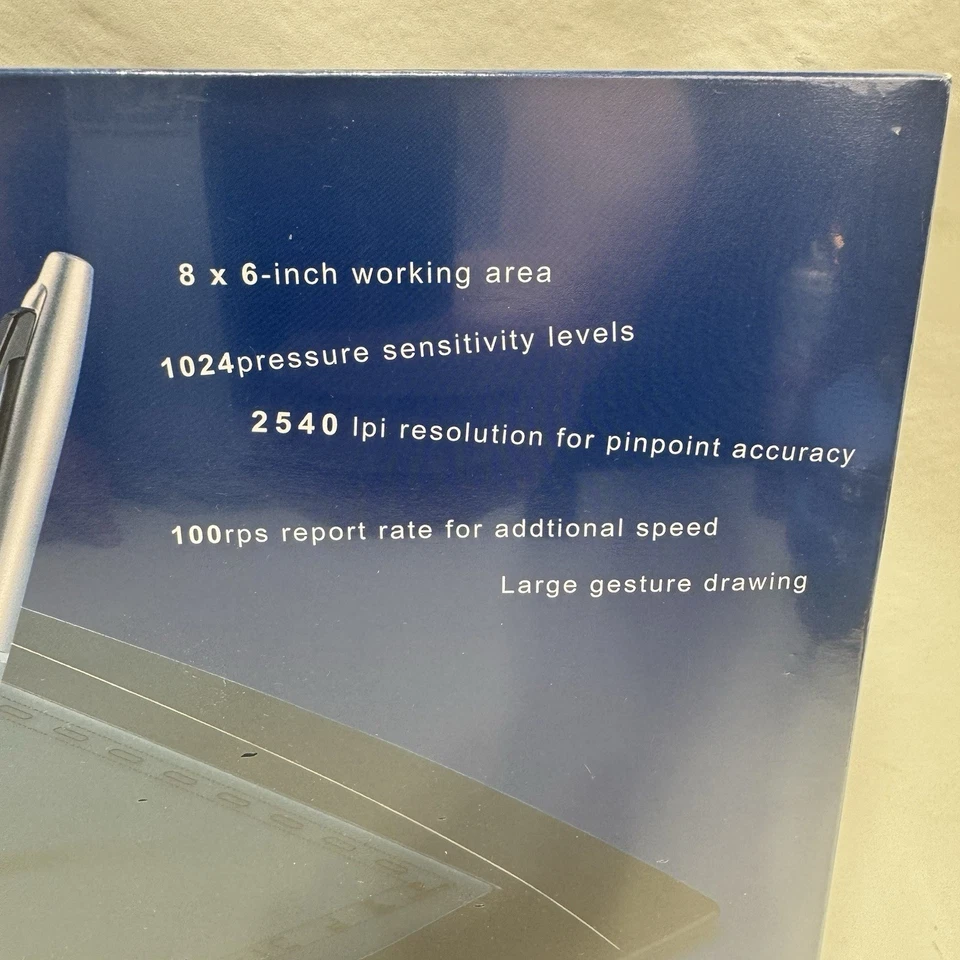 8 x 6-inch working area
1024pressure sensitivity levels
2540 lpi resolution for pinpoint accuracy
100rps report rate for addtional speed
Large gesture drawing